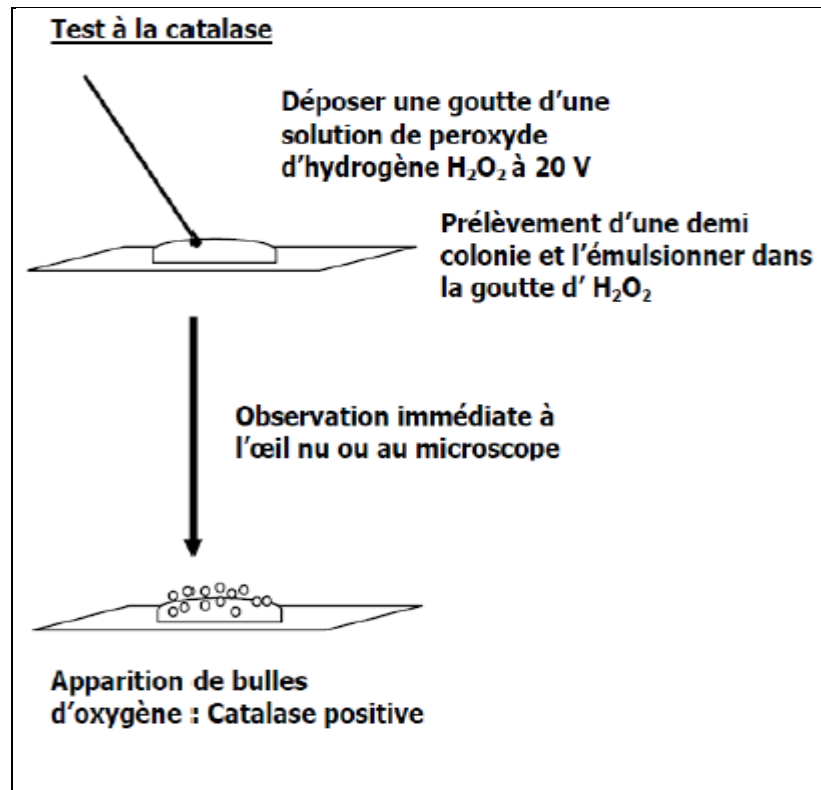 Test à la catalase
Déposer une goutte d'une
solution de peroxyde
d'hydrogène H₂O₂ à 20 V
Prélèvement d'une demi
colonie et l'émulsionner dans
la goutte d' H₂O₂
Observation immédiate à
l'œil nu ou au microscope
Apparition de bulles
d'oxygène : Catalase positive